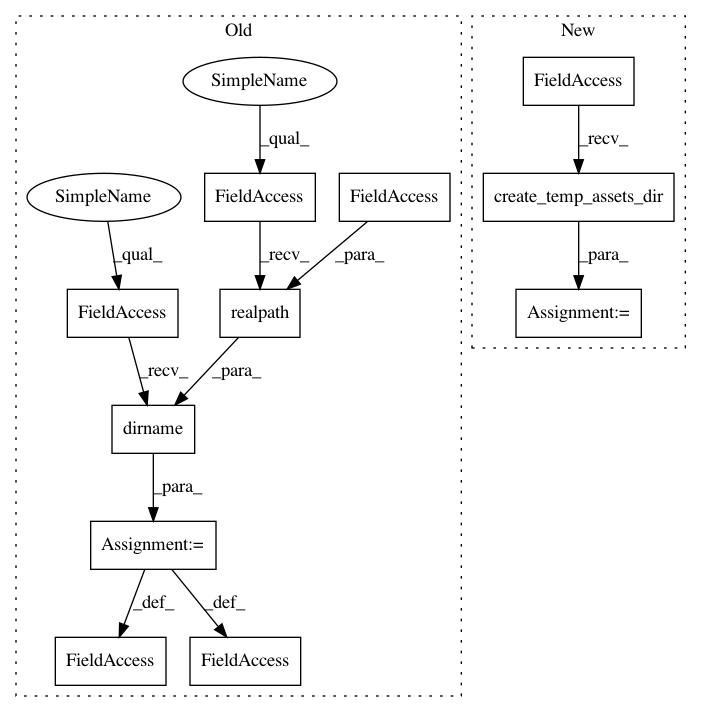 Old
New
SimpleName
FieldAccess
_qual_
_recv_
SimpleName
FieldAccess
FieldAccess
create_temp_assets_dir
_qual_
_recv_
_para_
_para_
FieldAccess
realpath
Assignment:=
_recv_
_para_
dirname
_para_
Assignment:=
_def_
_def_
FieldAccess
FieldAccess